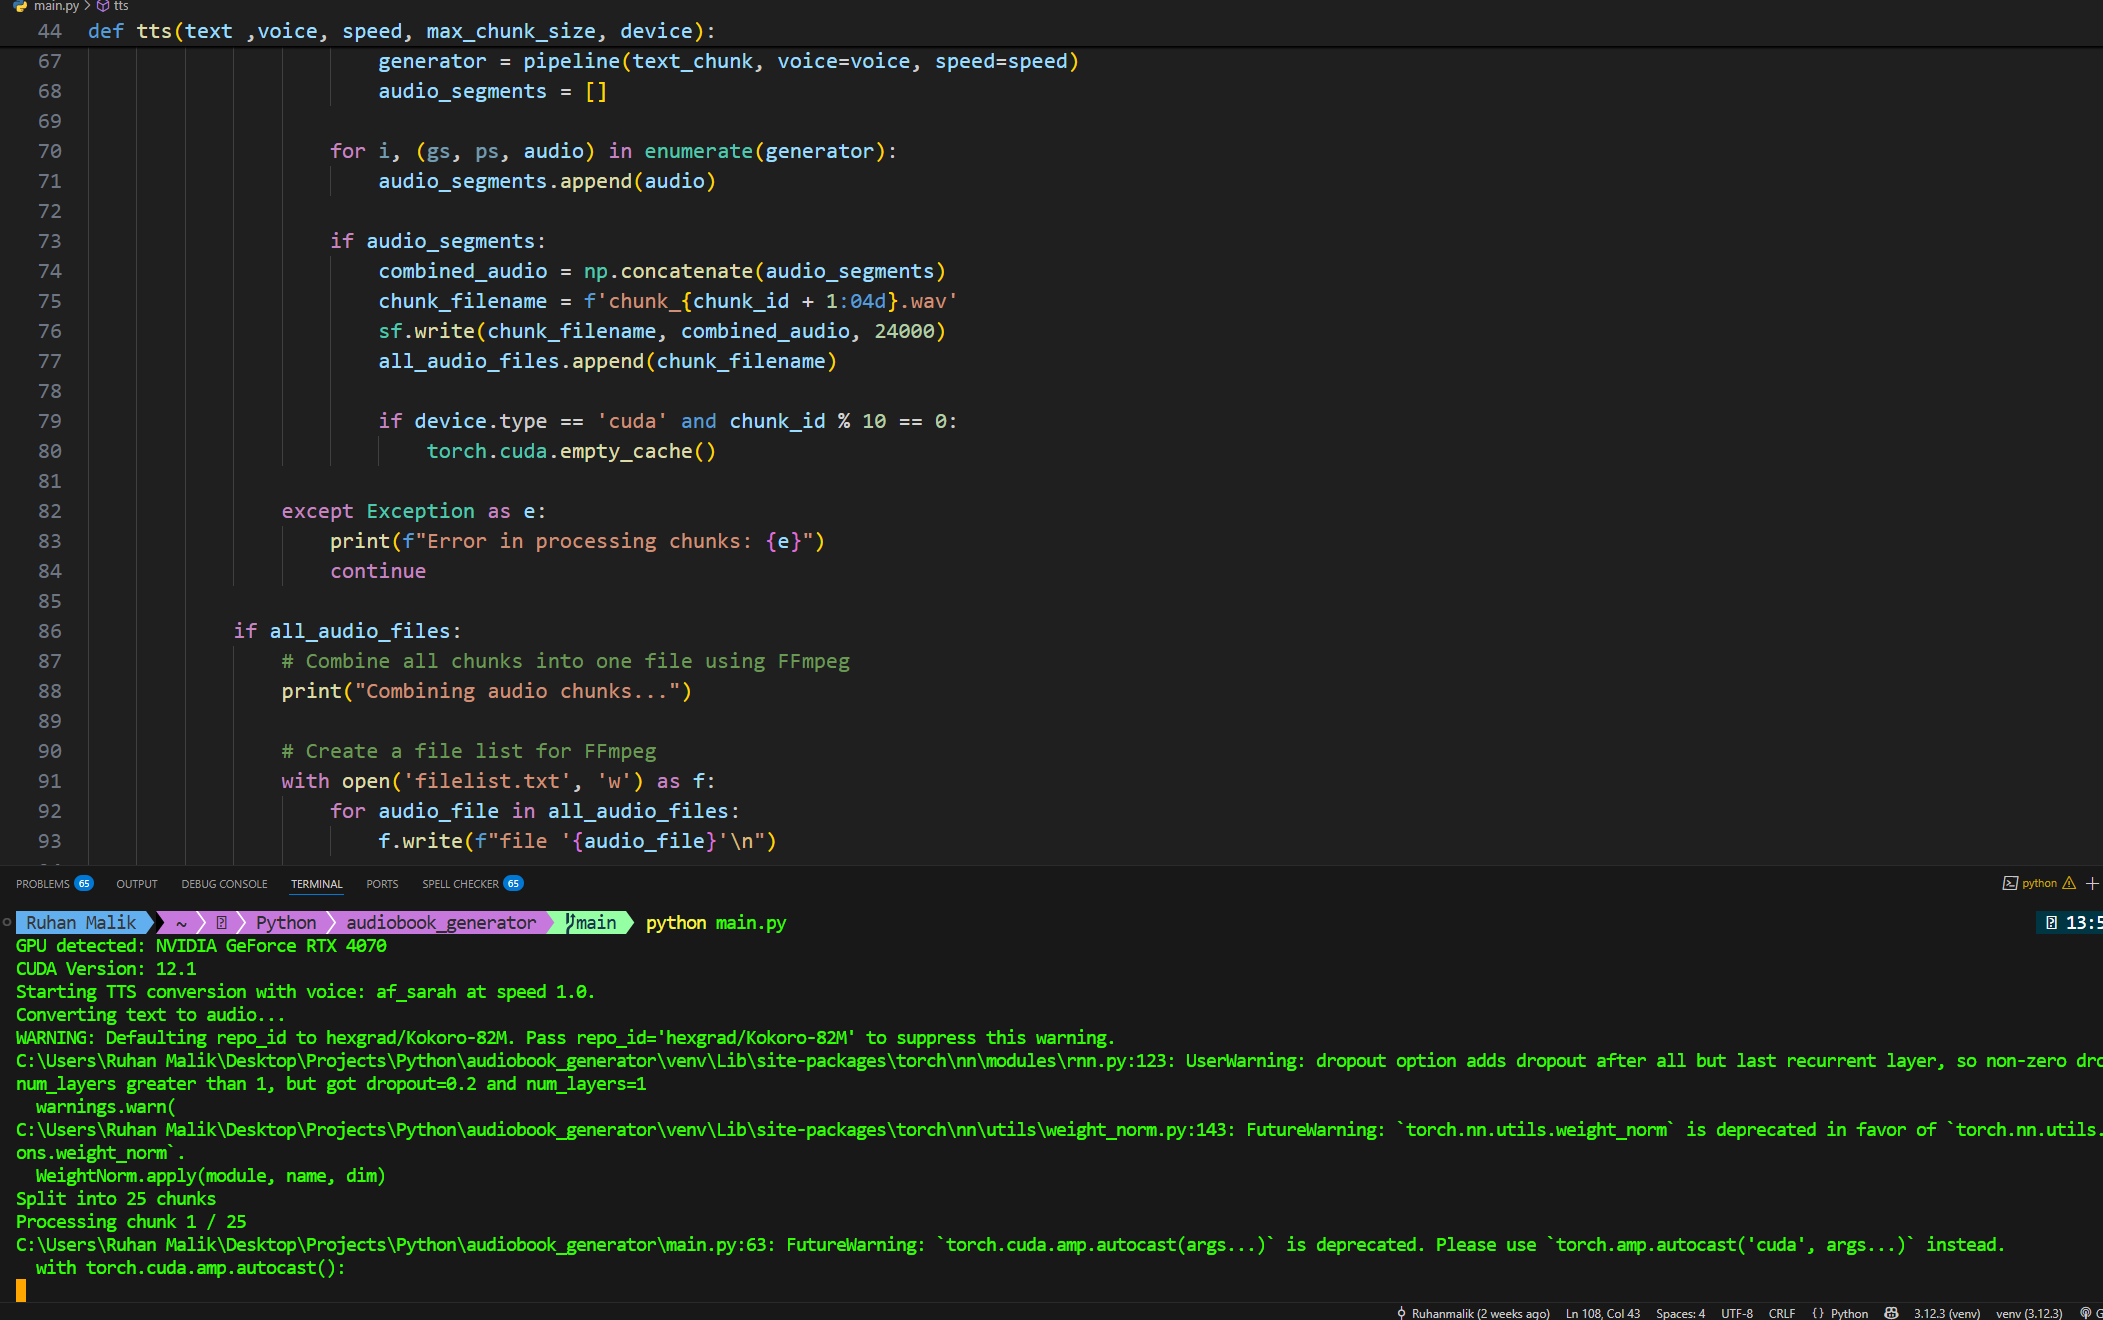 main.py > tts
44 def tts(text ,voice, speed, max_chunk_size, device):
67 generator = pipeline(text_chunk, voice=voice, speed=speed)
68 audio_segments = []
69
70 for i, (gs, ps, audio) in enumerate(generator):
71 audio_segments.append(audio)
72
73 if audio_segments:
74 combined_audio = np.concatenate(audio_segments)
75 chunk_filename = f'chunk_{chunk_id + 1:04d}.wav'
76 sf.write(chunk_filename, combined_audio, 24000)
77 all_audio_files.append(chunk_filename)
78
79 if device.type == 'cuda' and chunk_id % 10 == 0:
80 torch.cuda.empty_cache()
81
82 except Exception as e:
83 print(f"Error in processing chunks: {e}")
84 continue
85
86 if all_audio_files:
87 # Combine all chunks into one file using FFmpeg
88 print("Combining audio chunks...")
89
90 # Create a file list for FFmpeg
91 with open('filelist.txt', 'w') as f:
92 for audio_file in all_audio_files:
93 f.write(f"file '{audio_file}'\n")
PROBLEMS 65 OUTPUT DEBUG CONSOLE TERMINAL PORTS SPELL CHECKER 65 python
Ruhan Malik ~ Python audiobook_generator main python main.py 13:5
GPU detected: NVIDIA GeForce RTX 4070
CUDA Version: 12.1
Starting TTS conversion with voice: af_sarah at speed 1.0.
Converting text to audio...
WARNING: Defaulting repo_id to hexgrad/Kokoro-82M. Pass repo_id='hexgrad/Kokoro-82M' to suppress this warning.
C:\Users\Ruhan Malik\Desktop\Projects\Python\audiobook_generator\venv\Lib\site-packages\torch\nn\modules\rnn.py:123: UserWarning: dropout option adds dropout after all but last recurrent layer, so non-zero dro
num_layers greater than 1, but got dropout=0.2 and num_layers=1
warnings.warn(
C:\Users\Ruhan Malik\Desktop\Projects\Python\audiobook_generator\venv\Lib\site-packages\torch\nn\utils\weight_norm.py:143: FutureWarning: `torch.nn.utils.weight_norm` is deprecated in favor of `torch.nn.utils.
ons.weight_norm`.
WeightNorm.apply(module, name, dim)
Split into 25 chunks
Processing chunk 1 / 25
C:\Users\Ruhan Malik\Desktop\Projects\Python\audiobook_generator\main.py:63: FutureWarning: `torch.cuda.amp.autocast(args...)` is deprecated. Please use `torch.amp.autocast('cuda', args...)` instead.
with torch.cuda.amp.autocast():
Ruhanmalik (2 weeks ago) Ln 108, Col 43 Spaces: 4 UTF-8 CRLF {} Python 3.12.3 (venv) venv (3.12.3) G